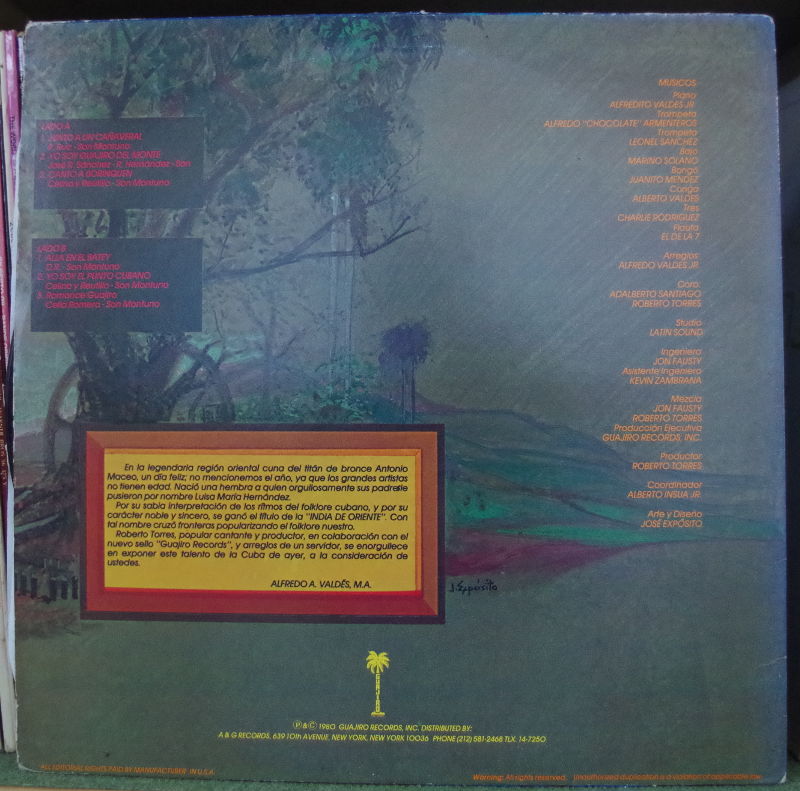 LADO A
1. JUNTO A UN CAÑAVERAL
R. Ruiz - Son Montuno
2. YO SOY GUAJIRO DEL MONTE
José R. Sánchez - R. Hernández - Son
3. CANTO A BORINQUEN
Celina y Reutilio - Son Montuno
LADO B
1. ALLA EN EL BATEY
D.R. - Son Montuno
2. YO SOY EL PUNTO CUBANO
Celina y Reutilio - Son Montuno
3. Romance Guajiro
Celia Romero - Son Montuno
MUSICOS:
Piano
ALFREDITO VALDES JR.
Trompeta
ALFREDO "CHOCOLATE" ARMENTEROS
Trompeta
LEONEL SANCHEZ
Bajo
MARINO SOLANO
Bongó
JUANITO MENDEZ
Conga
ALBERTO VALDES
Tres
CHARLIE RODRIGUEZ
Flauta
EL DE LA 7
Arreglos
ALFREDO VALDES JR.
Coro
ADALBERTO SANTIAGO
ROBERTO TORRES
Studio
LATIN SOUND
Ingeniero
JON FAUSTY
Asistente Ingeniero
KEVIN ZAMBRANA
Mezcla
JON FAUSTY
ROBERTO TORRES
Producción Ejecutiva
GUAJIRO RECORDS, INC.
Productor
ROBERTO TORRES
Coordinador
ALBERTO INSUA JR.
Arte y Diseño
JOSÉ EXPÓSITO
En la legendaria región oriental cuna del titán de bronce Antonio
Maceo, un día feliz; no mencionemos el año, ya que los grandes artistas
no tienen edad. Nació una hembra a quien orgullosamente sus padres le
pusieron por nombre Luisa María Hernández.
Por su sabia interpretación de los ritmos del folklore cubano, y por su
carácter noble y sincero, se ganó el título de la "INDIA DE ORIENTE". Con
tal nombre cruzó fronteras popularizando el folklore nuestro.
Roberto Torres, popular cantante y productor, en colaboración con el
nuevo sello "Guajiro Records", y arreglos de un servidor, se enorgullece
en exponer este talento de la Cuba de ayer, a la consideración de
ustedes.
ALFREDO A. VALDÉS, M.A.
J. Expósito
GUAJIRO
Ⓟ & © 1980 GUAJIRO RECORDS, INC. DISTRIBUTED BY:
A & G RECORDS, 639 10th AVENUE, NEW YORK, NEW YORK 10036 PHONE (212) 581-2468 TLX. 14-7250
ALL EDITORIAL RIGHTS PAID BY MANUFACTURER IN U.S.A.
Warning: All rights reserved. Unauthorized duplication is a violation of applicable law.